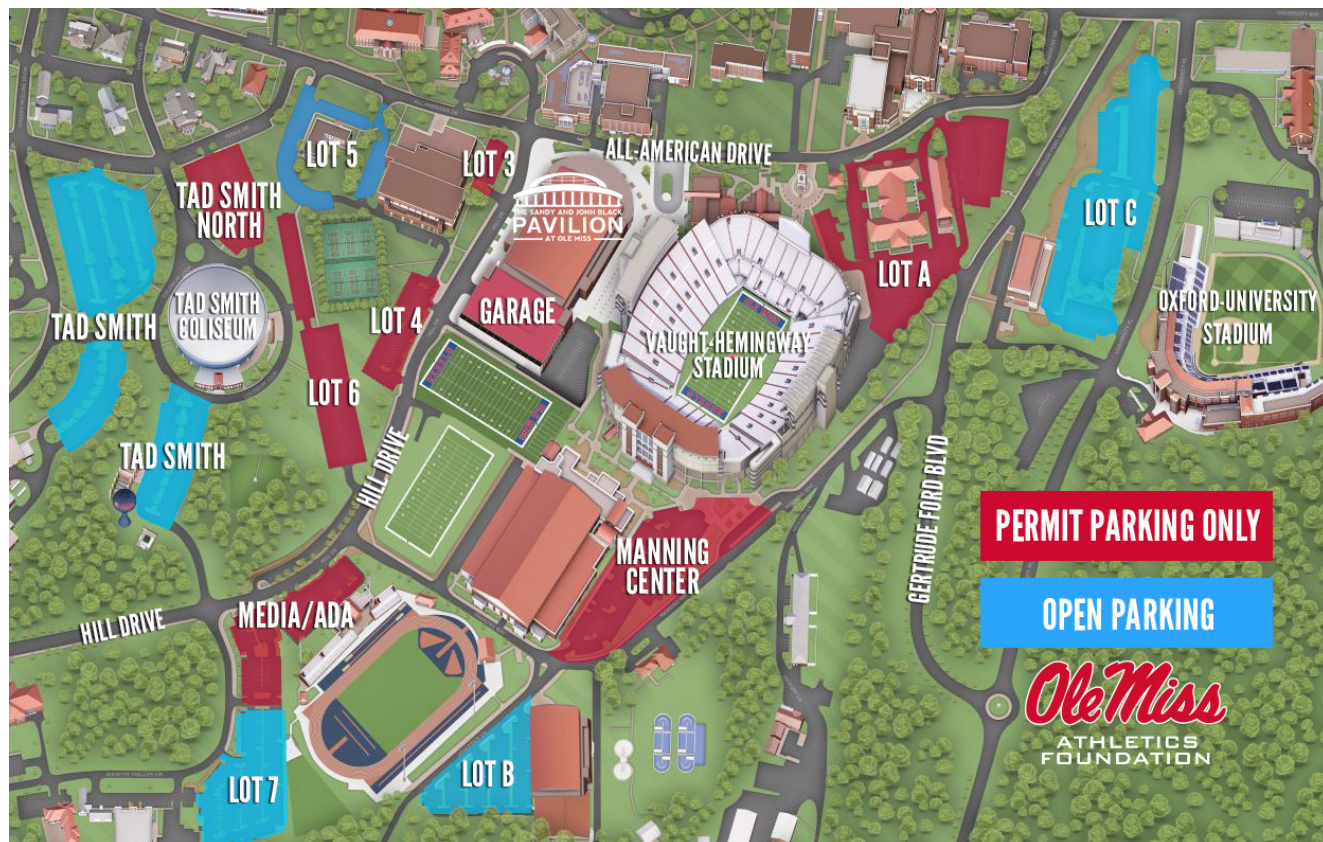 ALL-AMERICAN DRIVE
LOT 5
LOT 3
TAD SMITH
NORTH
THE SANDY AND JOHN BLACK
PAVILION
AT OLE MISS
LOT C
LOT A
TAD SMITH
COLISEUM
GARAGE
OXFORD-UNIVERSITY
STADIUM
TAD SMITH
LOT 4
VAUGHT-HEMINGWAY
STADIUM
LOT 6
TAD SMITH
HILL DRIVE
GERTRUDE FORD BLVD
PERMIT PARKING ONLY
MANNING
CENTER
OPEN PARKING
HILL DRIVE
MEDIA/ADA
Ole Miss
ATHLETICS
FOUNDATION
LOT 7
LOT B